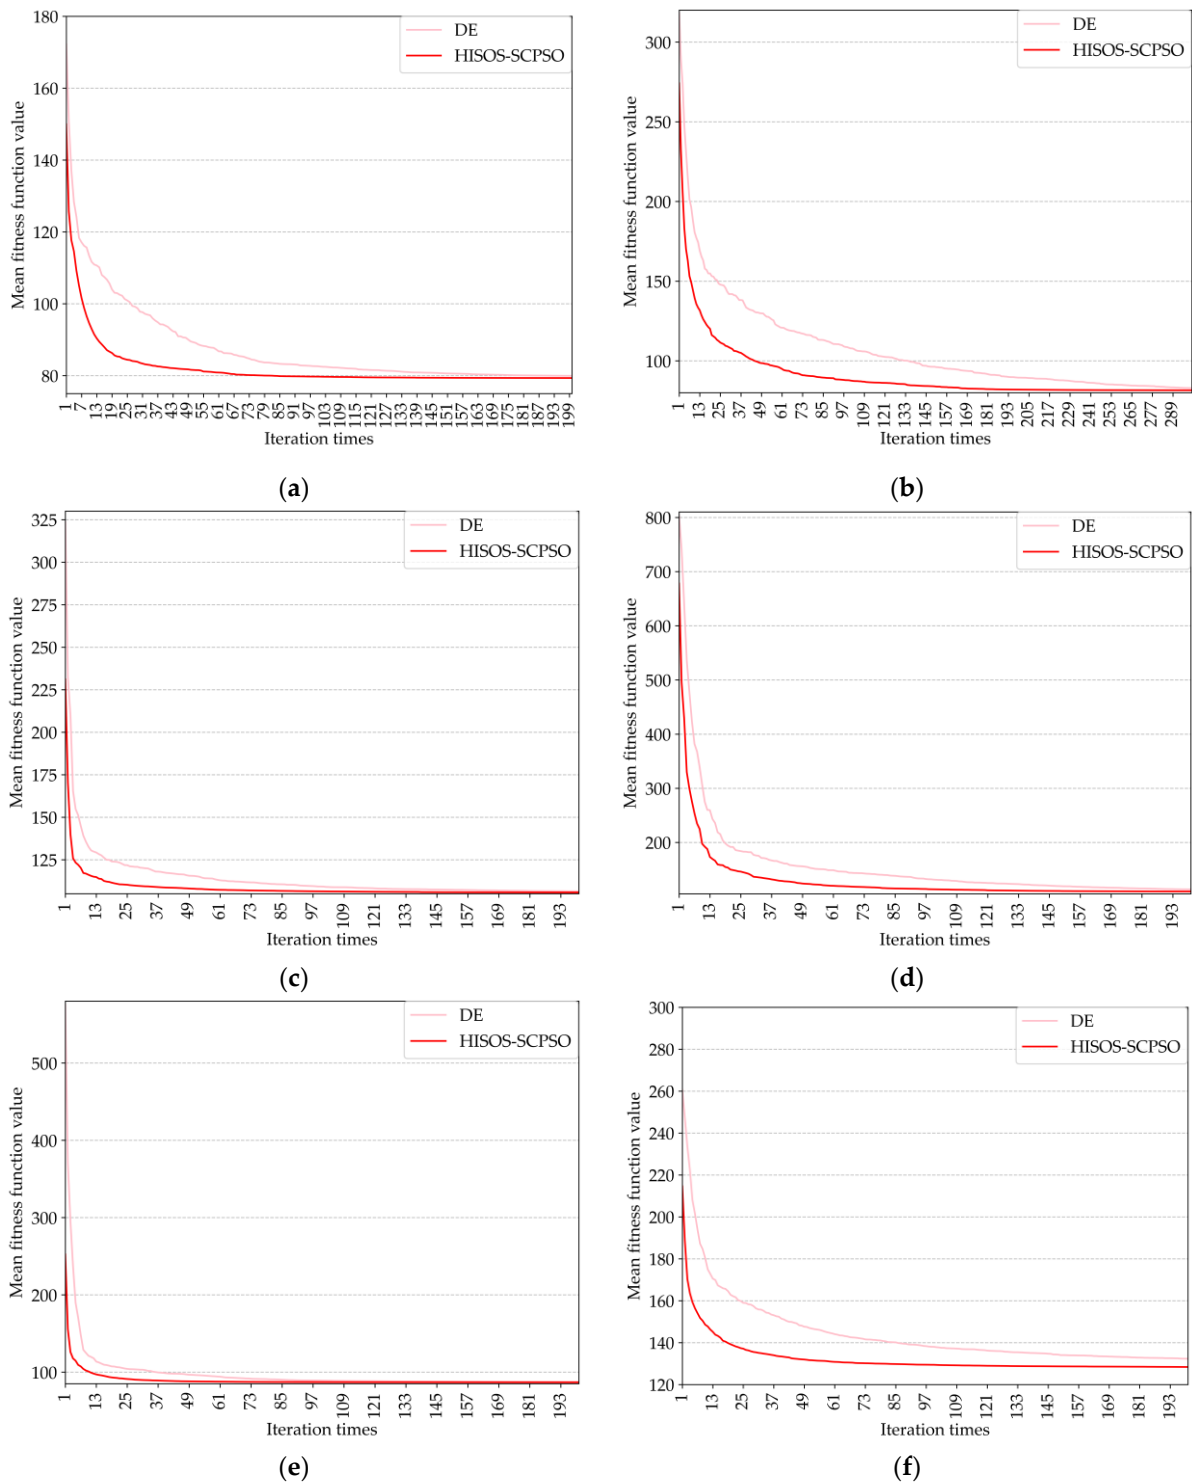 180
160
140
120
100
80
Mean fitness function value
DE
HISOS-SCPSO
1 7 13 19 25 31 37 43 49 55 61 67 73 79 85 91 97 103 109 115 121 127 133 139 145 151 157 163 169 175 181 187 193 199
Iteration times
(a)
300
250
200
150
100
Mean fitness function value
DE
HISOS-SCPSO
1 13 25 37 49 61 73 85 97 109 121 133 145 157 169 181 193 205 217 229 241 253 265 277 289
Iteration times
(b)
325
300
275
250
225
200
175
150
125
Mean fitness function value
DE
HISOS-SCPSO
1 13 25 37 49 61 73 85 97 109 121 133 145 157 169 181 193
Iteration times
(c)
800
700
600
500
400
300
200
Mean fitness function value
DE
HISOS-SCPSO
1 13 25 37 49 61 73 85 97 109 121 133 145 157 169 181 193
Iteration times
(d)
500
400
300
200
100
Mean fitness function value
DE
HISOS-SCPSO
1 13 25 37 49 61 73 85 97 109 121 133 145 157 169 181 193
Iteration times
(e)
300
280
260
240
220
200
180
160
140
120
Mean fitness function value
DE
HISOS-SCPSO
1 13 25 37 49 61 73 85 97 109 121 133 145 157 169 181 193
Iteration times
(f)